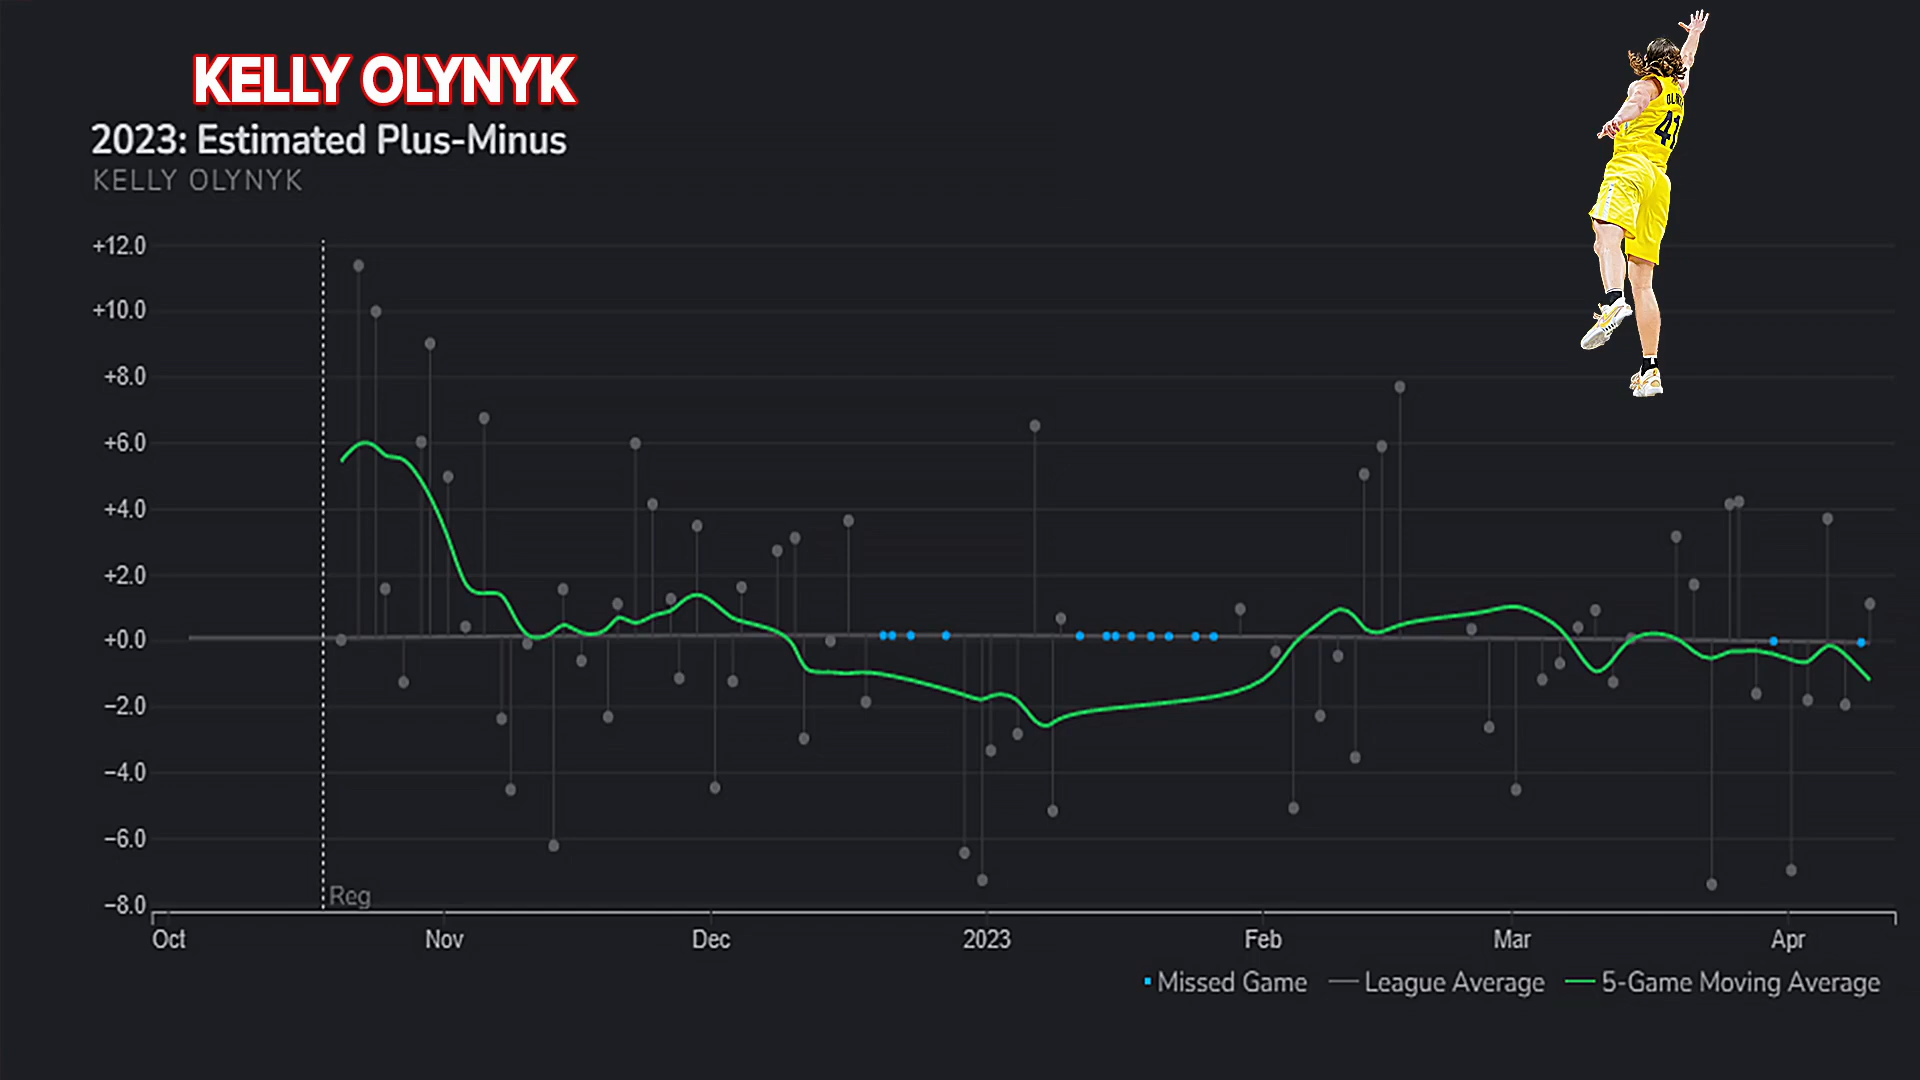 KELLY OLYNYK
2023: Estimated Plus-Minus
KELLY OLYNYK
+12.0
+10.0
+8.0
+6.0
+4.0
+2.0
+0.0
−2.0
−4.0
−6.0
−8.0
Reg
Oct Nov Dec 2023 Feb Mar Apr
Missed Game League Average 5-Game Moving Average
41